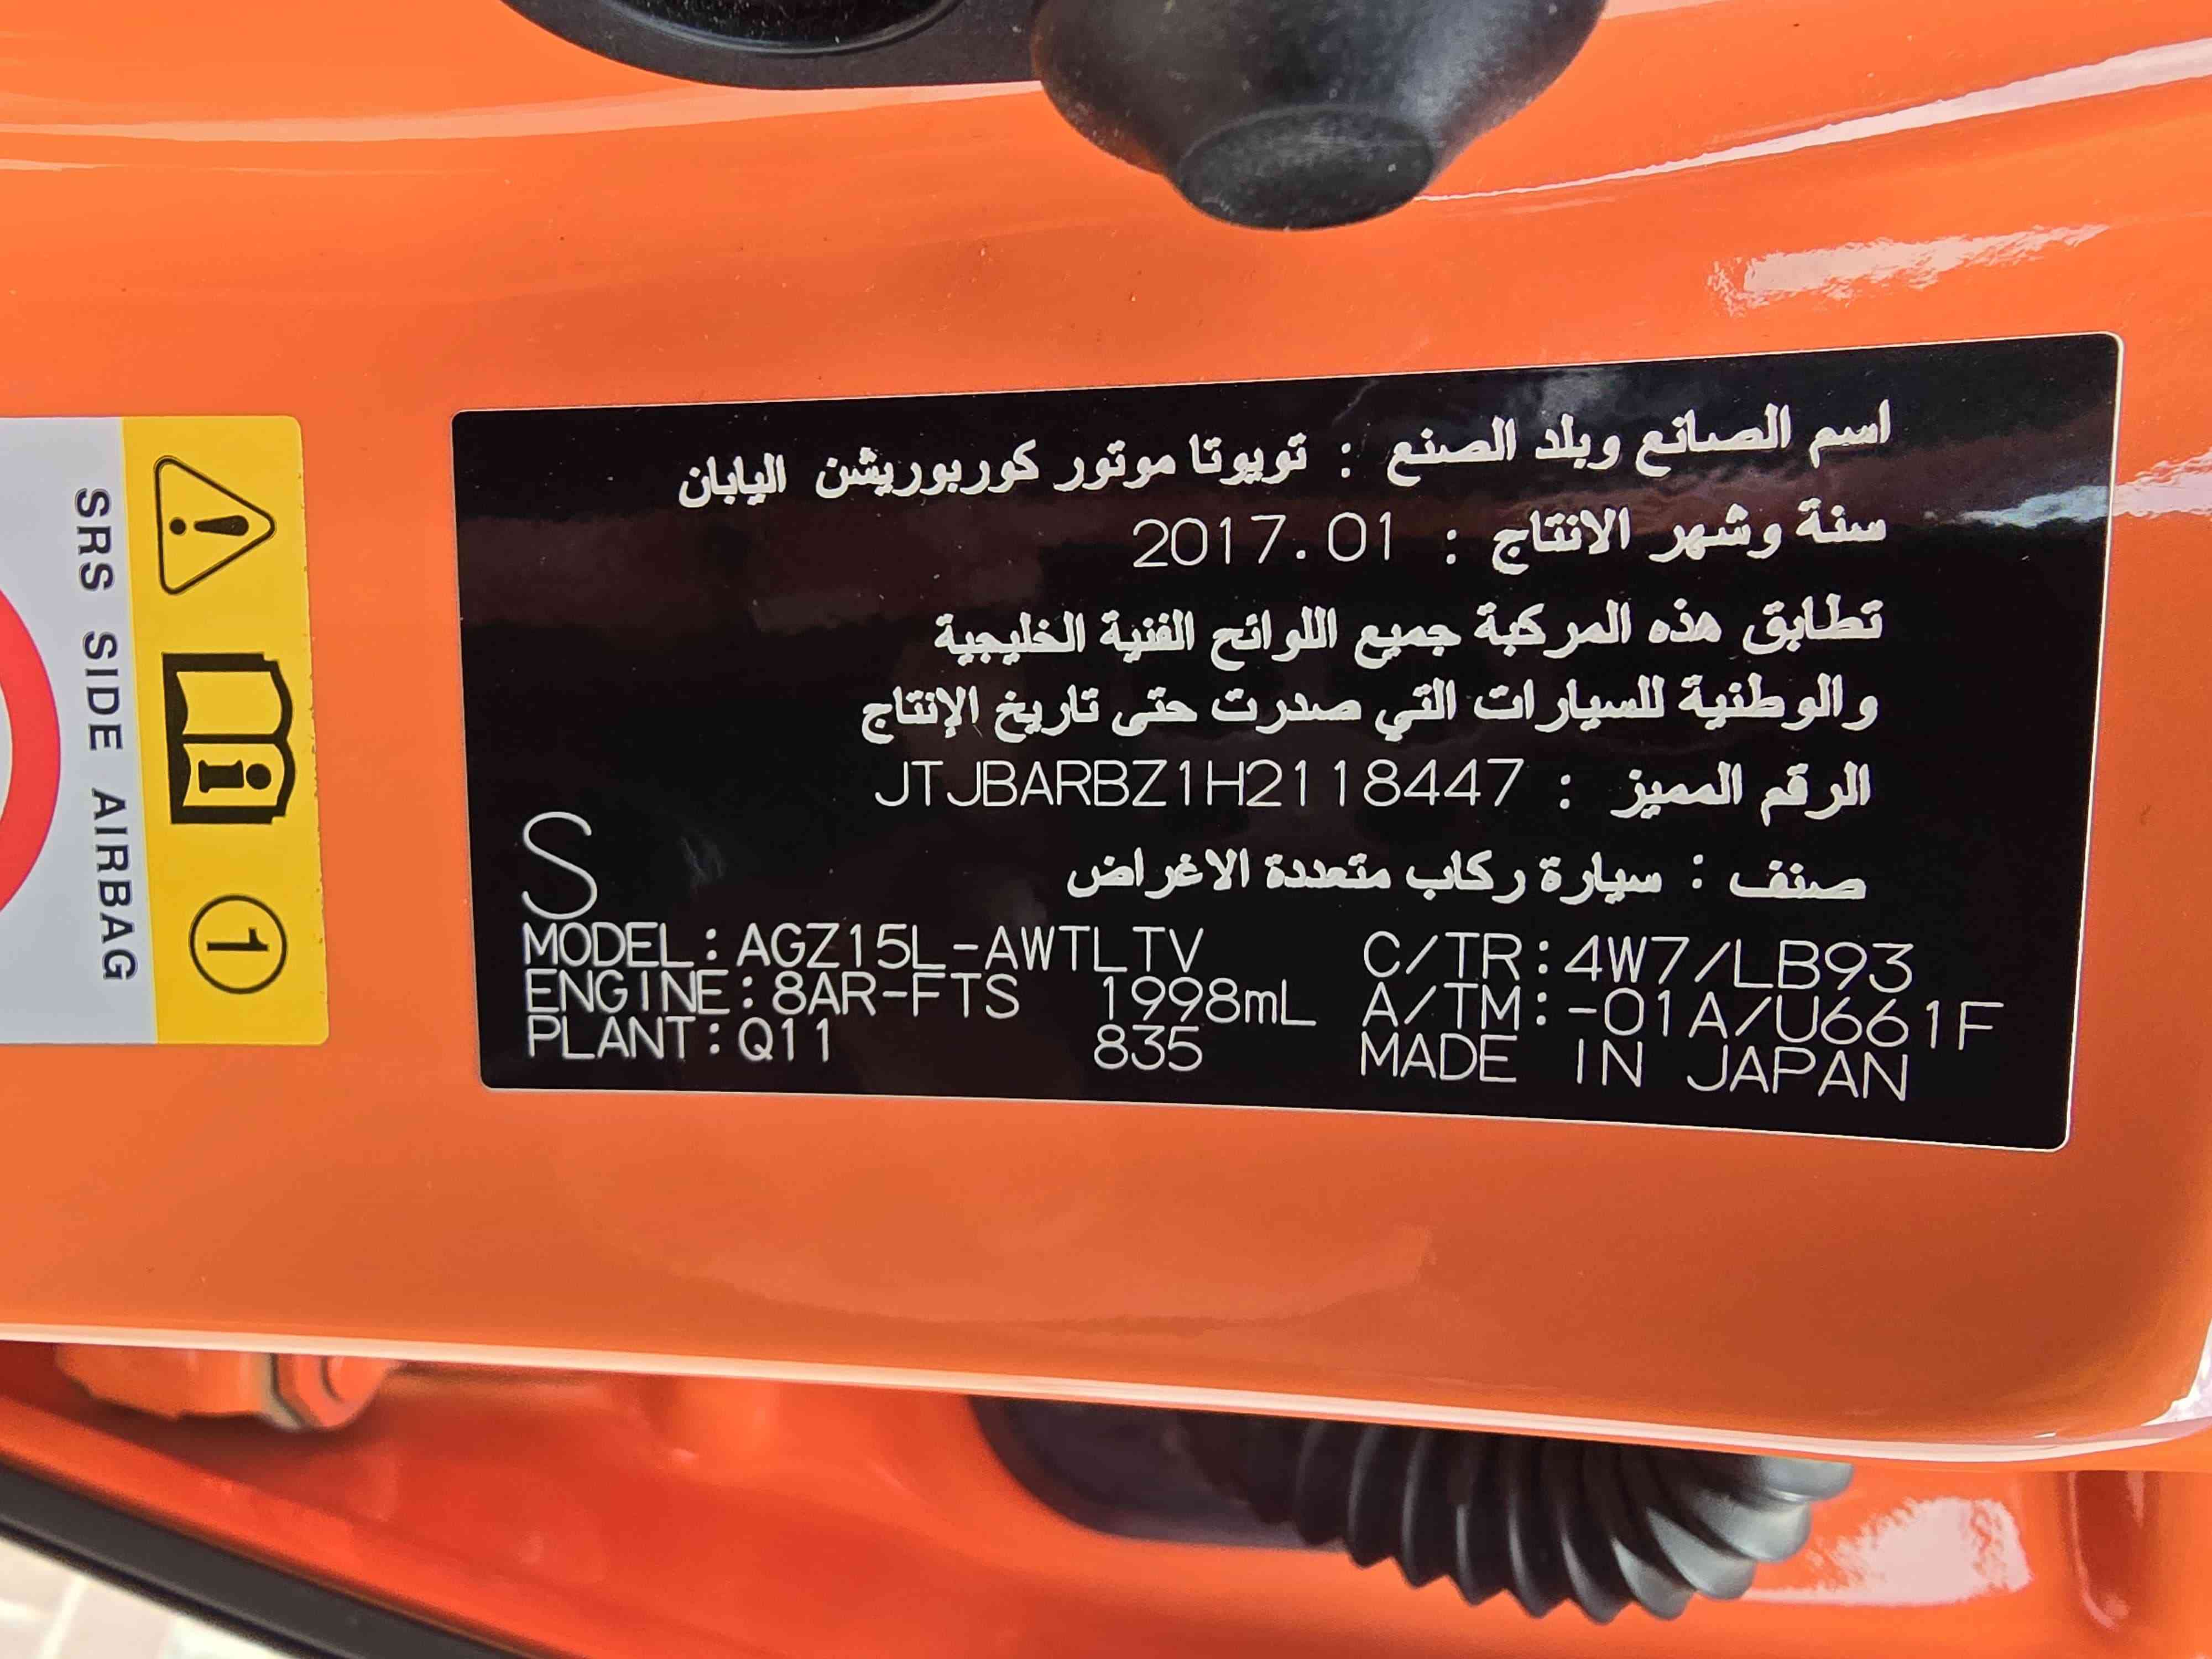 اسم الصانع وبلد الصنع : تويوتا موتور كوربوريشن اليابان
سنة وشهر الانتاج : 2017.01
تطابق هذه المركبة جميع اللوائح الفنية الخليجية
والوطنية للسيارات التي صدرت حتى تاريخ الإنتاج
الرقم المميز : JTJBARBZ1H2118447
صنف : سيارة ركاب متعددة الاغراض
S
MODEL:AGZ15L-AWTLTV C/TR:4W7/LB93
ENGINE:8AR-FTS 1998mL A/TM:-01A/U661F
PLANT:Q11 835 MADE IN JAPAN
SRS SIDE AIRBAG
! i 1